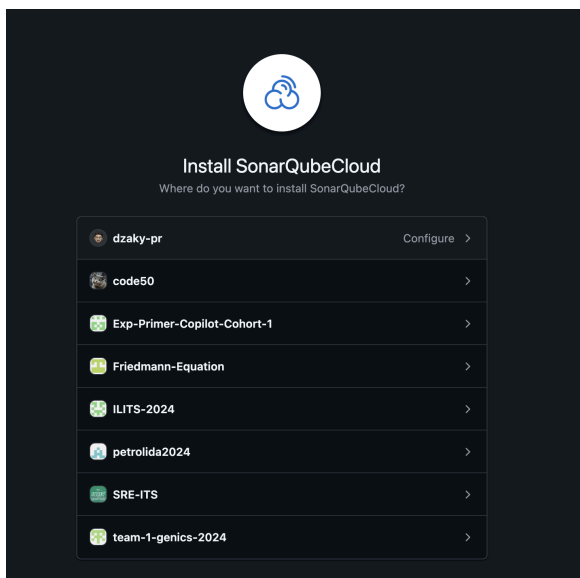 Install SonarQubeCloud
Where do you want to install SonarQubeCloud?
dzaky-pr Configure
code50
Exp-Primer-Copilot-Cohort-1
Friedmann-Equation
ILITS-2024
petrolida2024
SRE-ITS
team-1-genics-2024